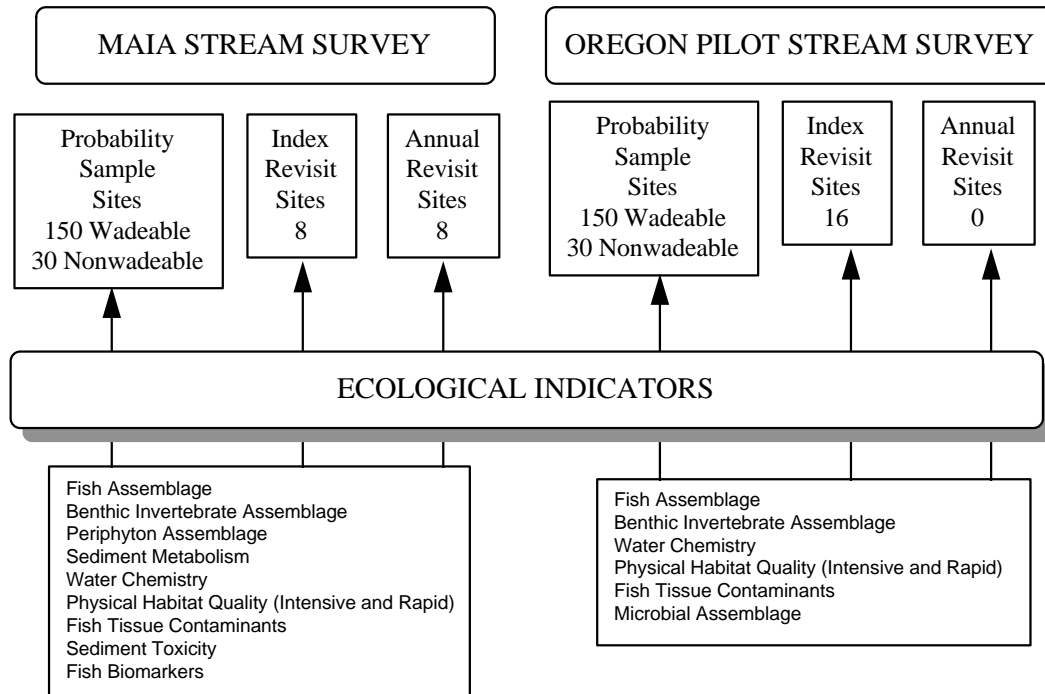 MAIA STREAM SURVEY
OREGON PILOT STREAM SURVEY
Probability
Sample
Sites
150 Wadeable
30 Nonwadeable
Index
Revisit
Sites
8
Annual
Revisit
Sites
8
Probability
Sample
Sites
150 Wadeable
30 Nonwadeable
Index
Revisit
Sites
16
Annual
Revisit
Sites
0
ECOLOGICAL INDICATORS
Fish Assemblage
Benthic Invertebrate Assemblage
Periphyton Assemblage
Sediment Metabolism
Water Chemistry
Physical Habitat Quality (Intensive and Rapid)
Fish Tissue Contaminants
Sediment Toxicity
Fish Biomarkers
Fish Assemblage
Benthic Invertebrate Assemblage
Water Chemistry
Physical Habitat Quality (Intensive and Rapid)
Fish Tissue Contaminants
Microbial Assemblage